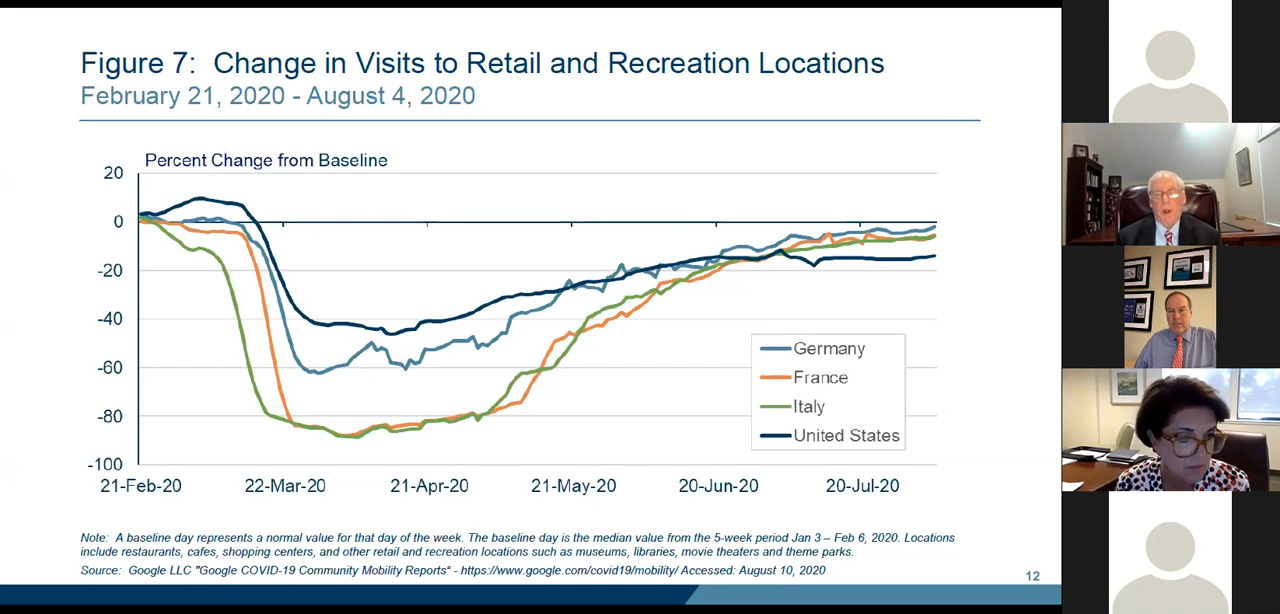 Figure 7: Change in Visits to Retail and Recreation Locations
February 21, 2020 - August 4, 2020
Percent Change from Baseline
20
0
-20
-40
-60
-80
-100
21-Feb-20 22-Mar-20 21-Apr-20 21-May-20 20-Jun-20 20-Jul-20
Germany
France
Italy
United States
Note: A baseline day represents a normal value for that day of the week. The baseline day is the median value from the 5-week period Jan 3 – Feb 6, 2020. Locations
include restaurants, cafes, shopping centers, and other retail and recreation locations such as museums, libraries, movie theaters and theme parks.
Source: Google LLC "Google COVID-19 Community Mobility Reports" - https://www.google.com/covid19/mobility/ Accessed: August 10, 2020
12